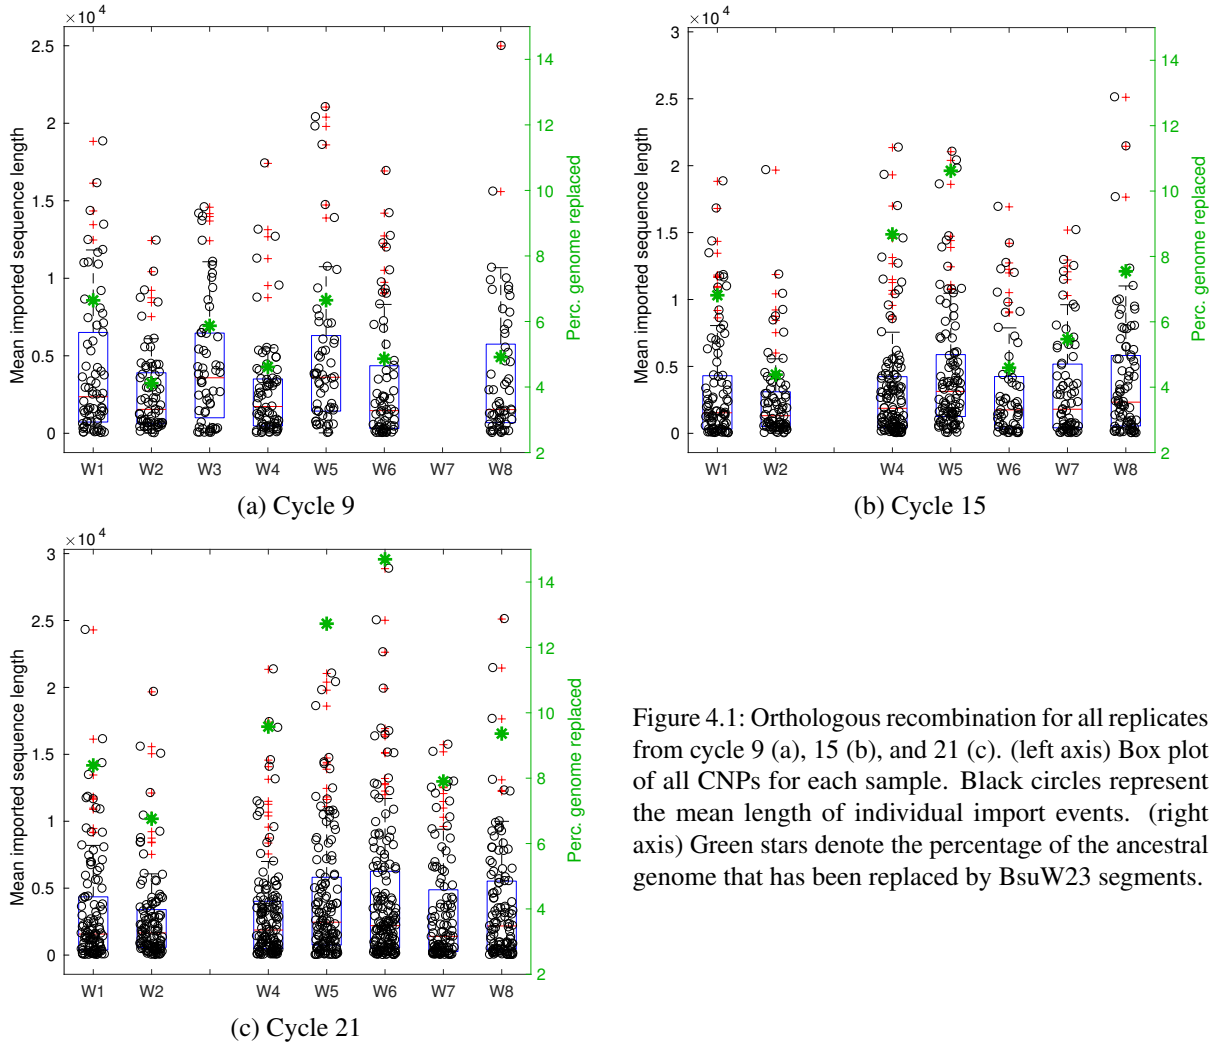 ×10⁴
2.5
2
1.5
1
0.5
0
Mean imported sequence length
14
12
10
8
6
4
2
Perc. genome replaced
W1 W2 W3 W4 W5 W6 W7 W8
(a) Cycle 9
×10⁴
3
2.5
2
1.5
1
0.5
0
Mean imported sequence length
14
12
10
8
6
4
2
Perc. genome replaced
W1 W2 W4 W5 W6 W7 W8
(b) Cycle 15
×10⁴
3
2.5
2
1.5
1
0.5
0
Mean imported sequence length
14
12
10
8
6
4
2
Perc. genome replaced
W1 W2 W4 W5 W6 W7 W8
(c) Cycle 21
Figure 4.1: Orthologous recombination for all replicates
from cycle 9 (a), 15 (b), and 21 (c). (left axis) Box plot
of all CNPs for each sample. Black circles represent
the mean length of individual import events. (right
axis) Green stars denote the percentage of the ancestral
genome that has been replaced by BsuW23 segments.